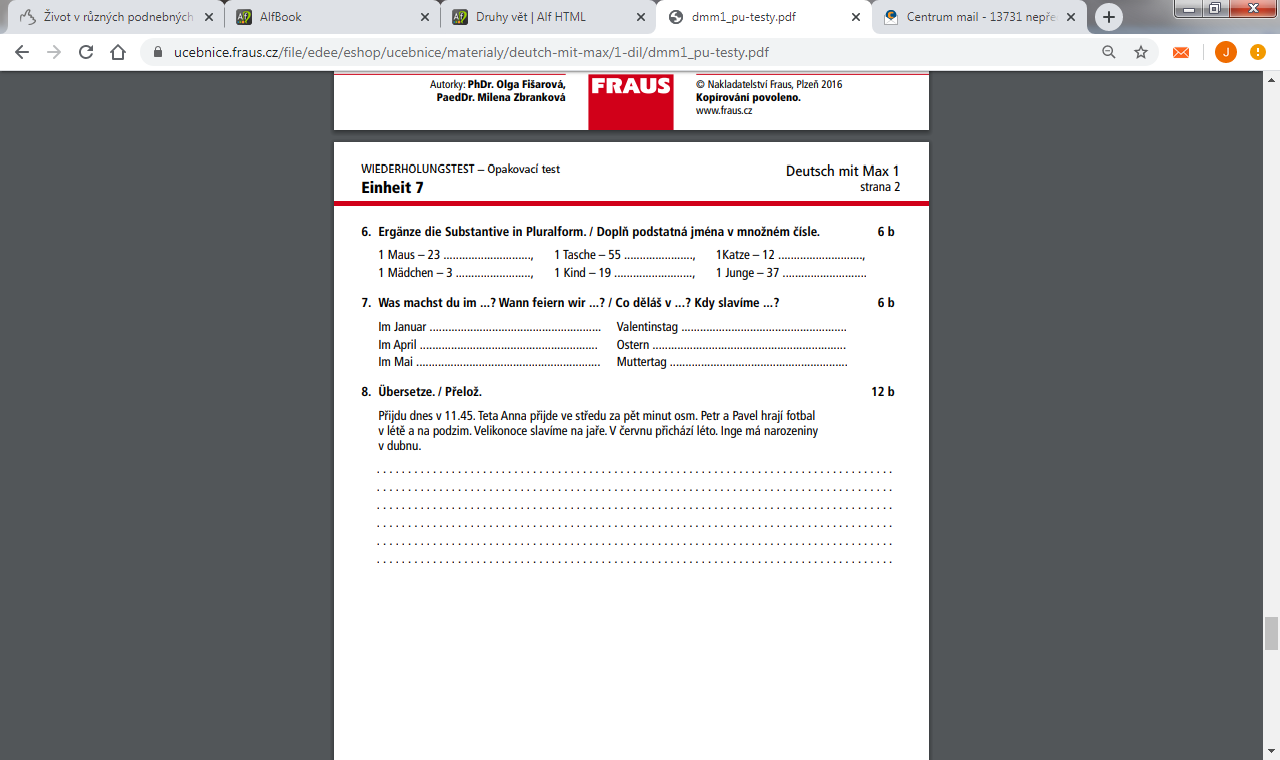 Život v různých podnebných
AlfBook
Druhy vět | Alf HTML
dmm1_pu-testy.pdf
Centrum mail - 13731 nepře
ucebnice.fraus.cz/file/edee/eshop/ucebnice/materialy/deutch-mit-max/1-dil/dmm1_pu-testy.pdf
J
Autorky: PhDr. Olga Fišarová,
PaedDr. Milena Zbranková
FRAUS
© Nakladatelství Fraus, Plzeň 2016
Kopírování povoleno.
www.fraus.cz
WIEDERHOLUNGSTEST – Opakovací test
Einheit 7
Deutsch mit Max 1
strana 2
6. Ergänze die Substantive in Pluralform. / Doplň podstatná jména v množném čísle. 6 b
1 Maus – 23 ............................, 1 Tasche – 55 ......................, 1Katze – 12 ...........................,
1 Mädchen – 3 ........................, 1 Kind – 19 ........................., 1 Junge – 37 ...........................
7. Was machst du im ...? Wann feiern wir ...? / Co děláš v ...? Kdy slavíme ...? 6 b
Im Januar ....................................................... Valentinstag .....................................................
Im April ......................................................... Ostern ..............................................................
Im Mai ........................................................... Muttertag .........................................................
8. Übersetze. / Přelož. 12 b
Přijdu dnes v 11.45. Teta Anna přijde ve středu za pět minut osm. Petr a Pavel hrají fotbal
v létě a na podzim. Velikonoce slavíme na jaře. V červnu přichází léto. Inge má narozeniny
v dubnu.